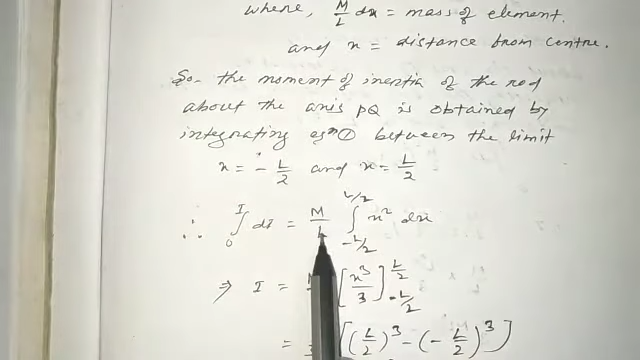 where, M/L dx = mass of element.
and x = distance from centre.
So the moment of inertia of the rod
about the axis PQ is obtained by
integrating eqn ① between the limit
x = -L/2 and x = L/2
∴ ∫₀ᴵ dI = M/L ∫_{-L/2}^{L/2} x² dx
⇒ I = [x³/3]_{-L/2}^{L/2}
= [(L/2)³ - (-L/2)³]